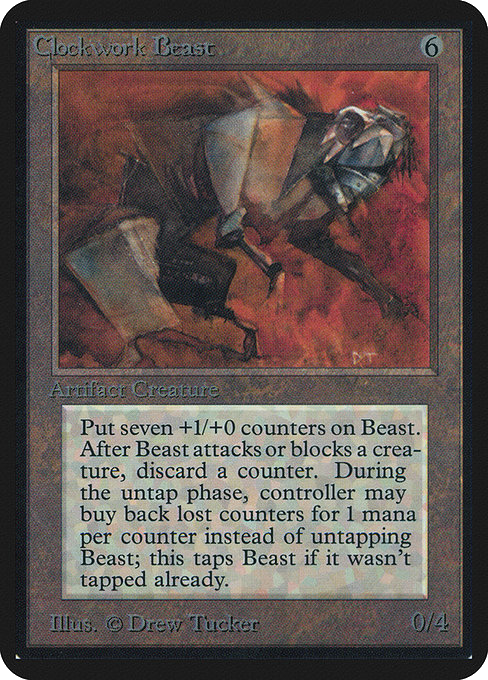 Clockwork Beast 6
DT
Artifact Creature
Put seven +1/+0 counters on Beast.
After Beast attacks or blocks a crea-
ture, discard a counter. During
the untap phase, controller may
buy back lost counters for 1 mana
per counter instead of untapping
Beast; this taps Beast if it wasn't
tapped already.
Illus. © Drew Tucker 0/4